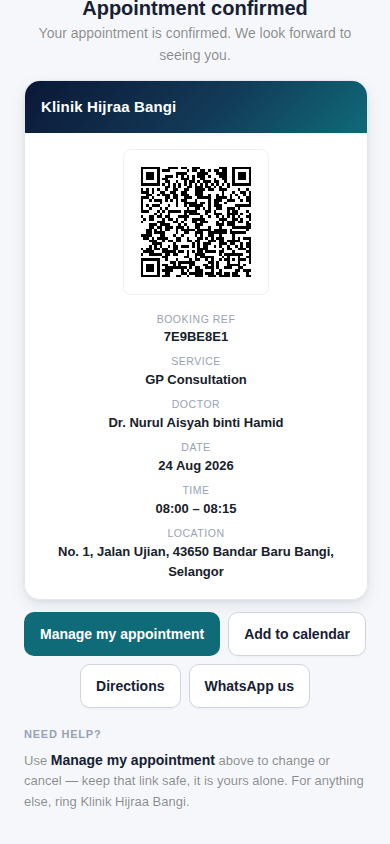 Appointment confirmed
Your appointment is confirmed. We look forward to
seeing you.
Klinik Hijraa Bangi
BOOKING REF
7E9BE8E1
SERVICE
GP Consultation
DOCTOR
Dr. Nurul Aisyah binti Hamid
DATE
24 Aug 2026
TIME
08:00 – 08:15
LOCATION
No. 1, Jalan Ujian, 43650 Bandar Baru Bangi,
Selangor
Manage my appointment
Add to calendar
Directions
WhatsApp us
NEED HELP?
Use Manage my appointment above to change or
cancel — keep that link safe, it is yours alone. For anything
else, ring Klinik Hijraa Bangi.